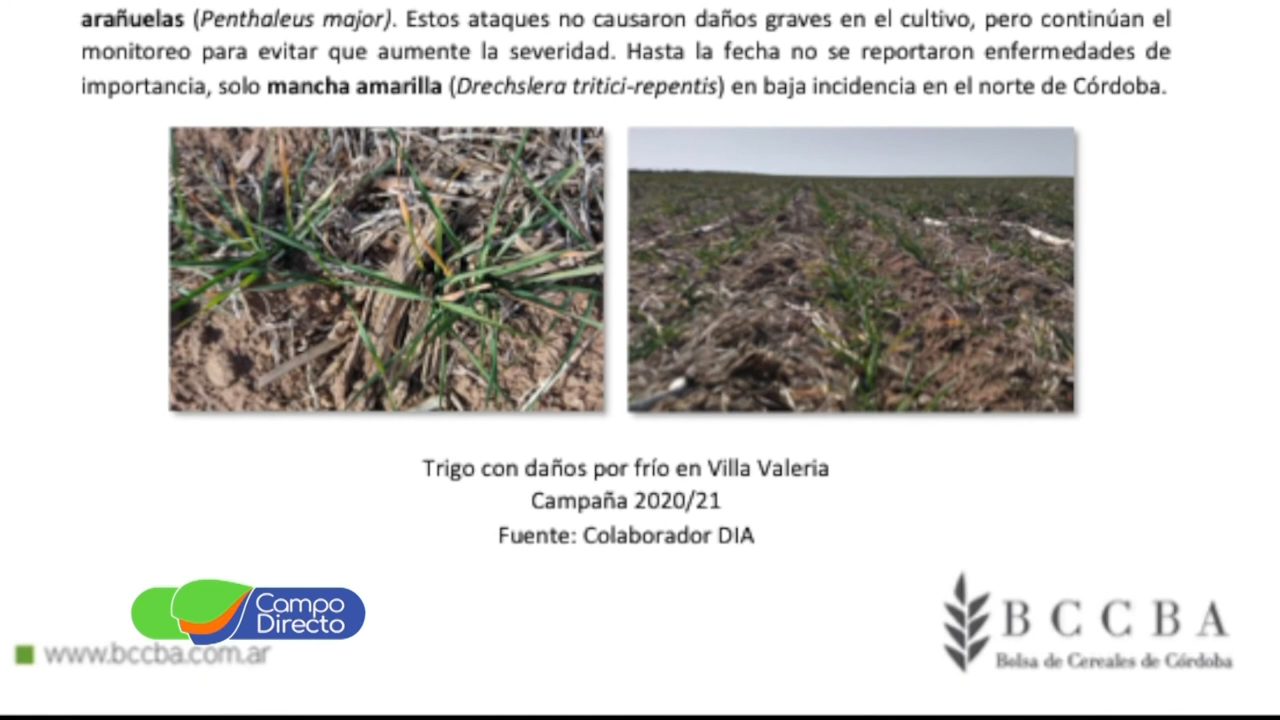 arañuelas (Penthaleus major). Estos ataques no causaron daños graves en el cultivo, pero continúan el
monitoreo para evitar que aumente la severidad. Hasta la fecha no se reportaron enfermedades de
importancia, solo mancha amarilla (Drechslera tritici-repentis) en baja incidencia en el norte de Córdoba.
Trigo con daños por frío en Villa Valeria
Campaña 2020/21
Fuente: Colaborador DIA
Campo
Directo
www.bccba.com.ar
BCCBA
Bolsa de Cereales de Córdoba